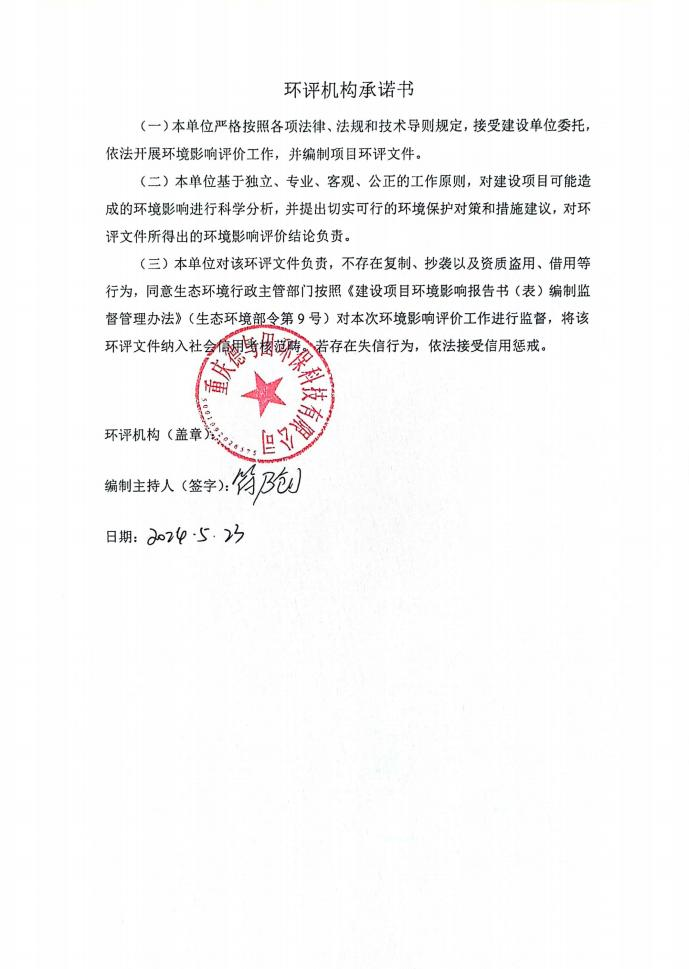 环评机构承诺书
（一）本单位严格按照各项法律、法规和技术导则规定，接受建设单位委托，
依法开展环境影响评价工作，并编制项目环评文件。
（二）本单位基于独立、专业、客观、公正的工作原则，对建设项目可能造
成的环境影响进行科学分析，并提出切实可行的环境保护对策和措施建议，对环
评文件所得出的环境影响评价结论负责。
（三）本单位对该环评文件负责，不存在复制、抄袭以及资质盗用、借用等
行为，同意生态环境行政主管部门按照《建设项目环境影响报告书（表）编制监
督管理办法》（生态环境部令第 9 号）对本次环境影响评价工作进行监督，将该
环评文件纳入社会信用考核范畴。若存在失信行为，依法接受信用惩戒。
重庆德与田环保科技有限公司
环评机构（盖章）：
编制主持人（签字）：
日期：2024.5.23